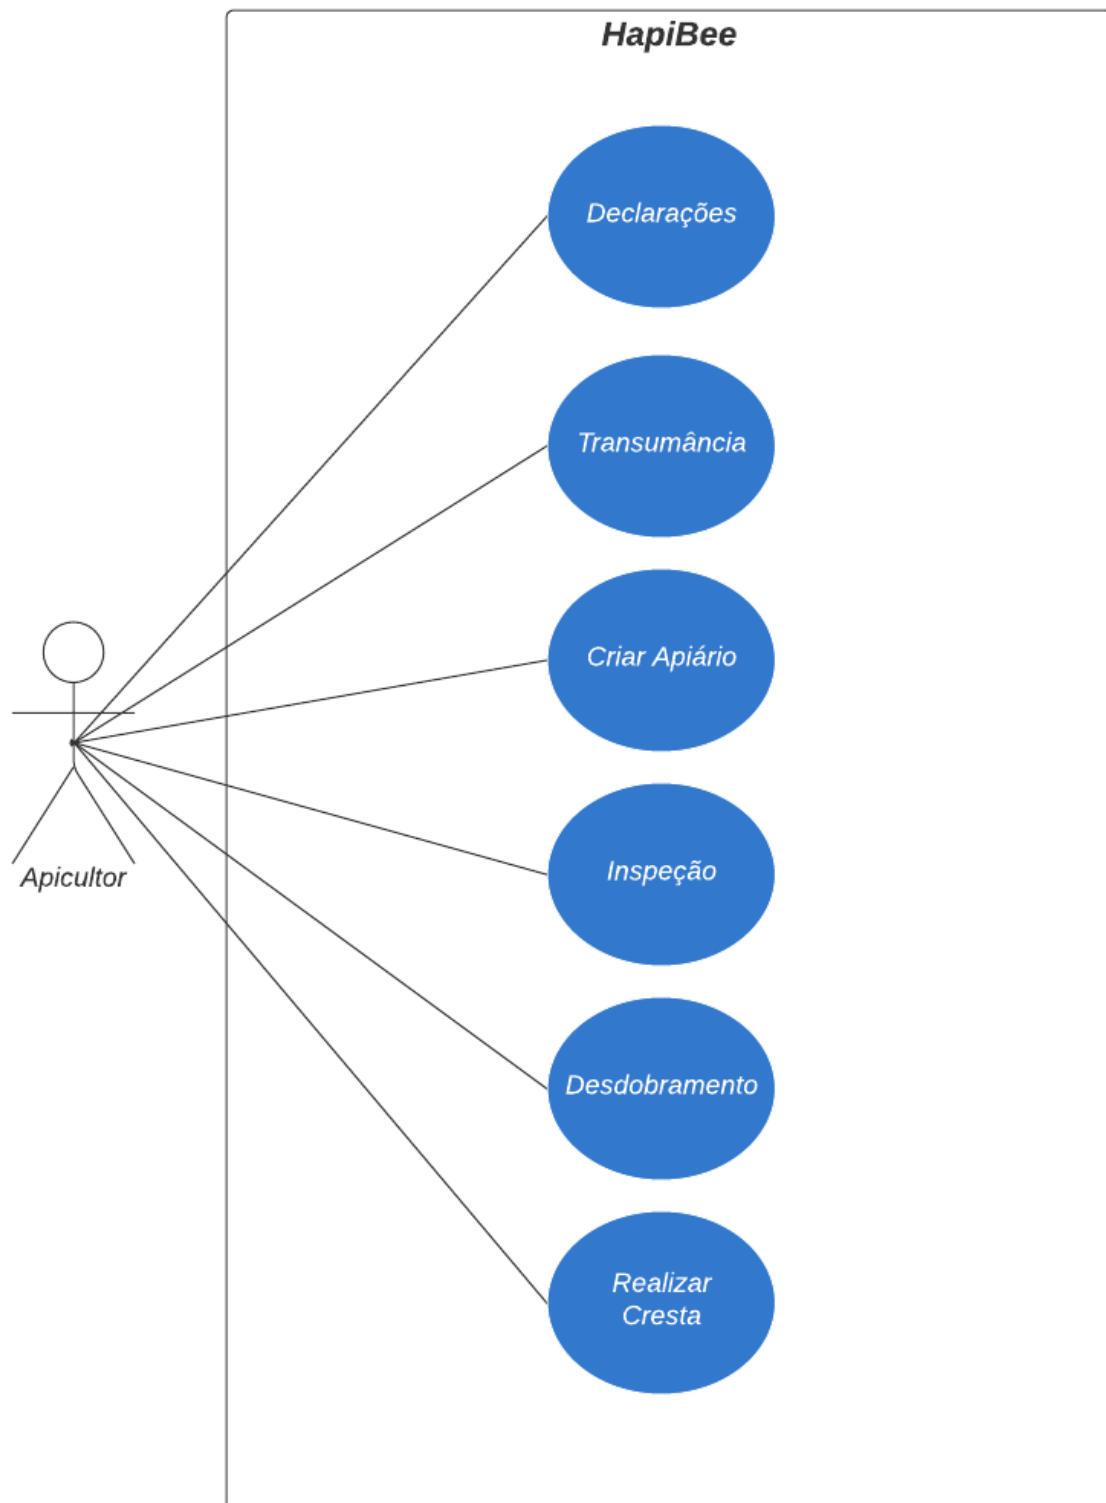 HapiBee
Declarações
Transumância
Criar Apiário
Inspeção
Apicultor
Desdobramento
Realizar
Cresta